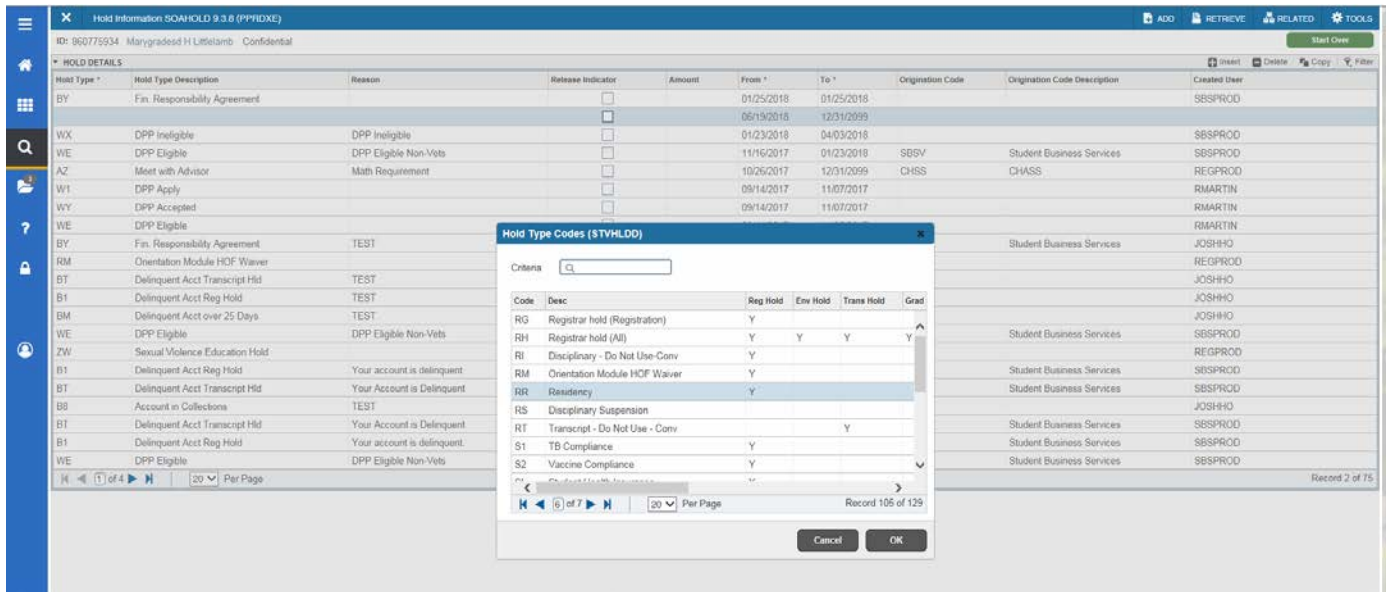 Hold Information SOAHOLD 9.3.8 (PPRDXE) ADD RETRIEVE RELATED TOOLS
ID: 960775934 Marygradesd H Littlelamb Confidential Start Over
HOLD DETAILS Insert Delete Copy Filter
Hold Type * Hold Type Description Reason Release Indicator Amount From * To * Origination Code Origination Code Description Created User
BY Fin. Responsibility Agreement 01/25/2018 01/25/2018 SBSPROD
06/19/2018 12/31/2099
WX DPP Ineligible DPP Ineligible 01/23/2018 04/03/2018 SBSPROD
WE DPP Eligible DPP Eligible Non-Vets 11/16/2017 01/23/2018 SBSV Student Business Services SBSPROD
AZ Meet with Advisor Math Requirement 10/26/2017 12/31/2099 CHSS CHASS REGPROD
W1 DPP Apply 09/14/2017 11/07/2017 RMARTIN
WY DPP Accepted 09/14/2017 11/07/2017 RMARTIN
WE DPP Eligible RMARTIN
BY Fin. Responsibility Agreement TEST Student Business Services JOSHHO
RM Orientation Module HOF Waiver REGPROD
BT Delinquent Acct Transcript Hld TEST JOSHHO
B1 Delinquent Acct Reg Hold TEST JOSHHO
BM Delinquent Acct over 25 Days TEST JOSHHO
WE DPP Eligible DPP Eligible Non-Vets Student Business Services SBSPROD
ZW Sexual Violence Education Hold REGPROD
B1 Delinquent Acct Reg Hold Your account is delinquent Student Business Services SBSPROD
BT Delinquent Acct Transcript Hld Your Account is Delinquent Student Business Services SBSPROD
B8 Account in Collections TEST JOSHHO
BT Delinquent Acct Transcript Hld Your Account is Delinquent Student Business Services SBSPROD
B1 Delinquent Acct Reg Hold Your account is delinquent. Student Business Services SBSPROD
WE DPP Eligible DPP Eligible Non-Vets Student Business Services SBSPROD
1 of 4 20 Per Page Record 2 of 75
Hold Type Codes (STVHLDD)
Criteria
Code Desc Reg Hold Env Hold Trans Hold Grad
RG Registrar hold (Registration) Y
RH Registrar hold (All) Y Y Y Y
RI Disciplinary - Do Not Use-Conv Y
RM Orientation Module HOF Waiver Y
RR Residency Y
RS Disciplinary Suspension
RT Transcript - Do Not Use - Conv Y
S1 TB Compliance Y
S2 Vaccine Compliance Y
6 of 7 20 Per Page Record 105 of 129
Cancel OK